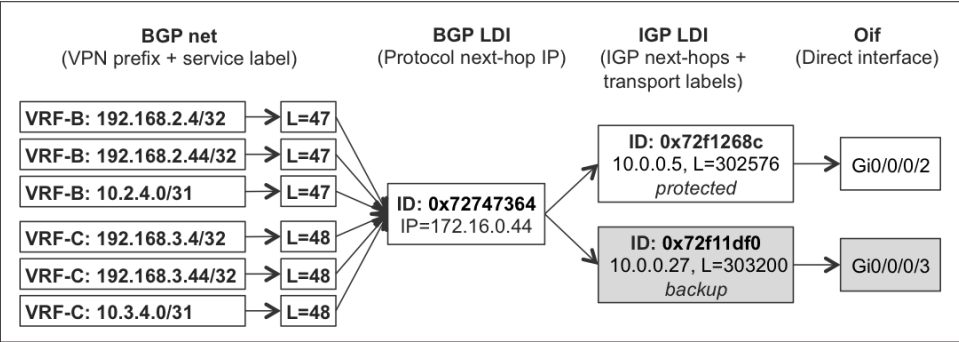 BGP net
(VPN prefix + service label)
BGP LDI
(Protocol next-hop IP)
IGP LDI
(IGP next-hops +
transport labels)
Oif
(Direct interface)
VRF-B: 192.168.2.4/32
L=47
VRF-B: 192.168.2.44/32
L=47
VRF-B: 10.2.4.0/31
L=47
VRF-C: 192.168.3.4/32
L=48
VRF-C: 192.168.3.44/32
L=48
VRF-C: 10.3.4.0/31
L=48
ID: 0x72747364
IP=172.16.0.44
ID: 0x72f1268c
10.0.0.5, L=302576
protected
Gi0/0/0/2
ID: 0x72f11df0
10.0.0.27, L=303200
backup
Gi0/0/0/3